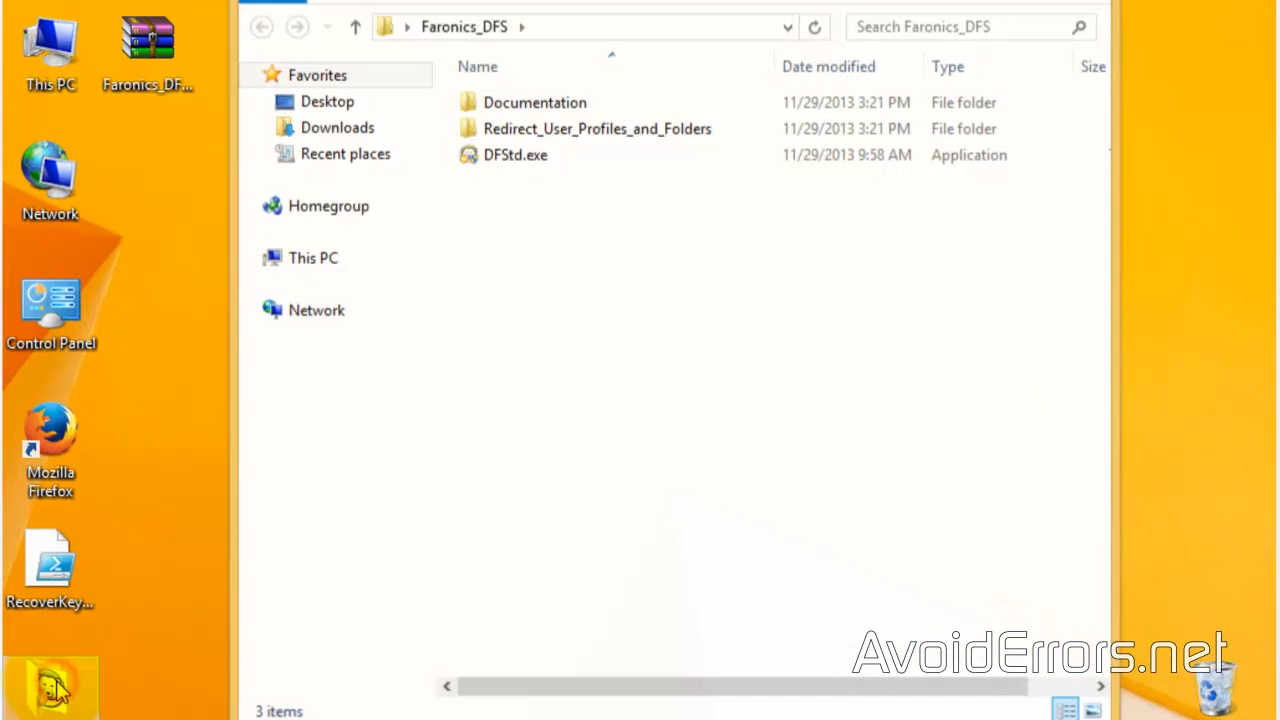 This PC
Faronics_DF...
Network
Control Panel
Mozilla
Firefox
RecoverKey...
Faronics_DFS
Search Faronics_DFS
Favorites
Desktop
Downloads
Recent places
Homegroup
This PC
Network
Name Date modified Type Size
Documentation 11/29/2013 3:21 PM File folder
Redirect_User_Profiles_and_Folders 11/29/2013 3:21 PM File folder
DFStd.exe 11/29/2013 9:58 AM Application
3 items
AvoidErrors.net